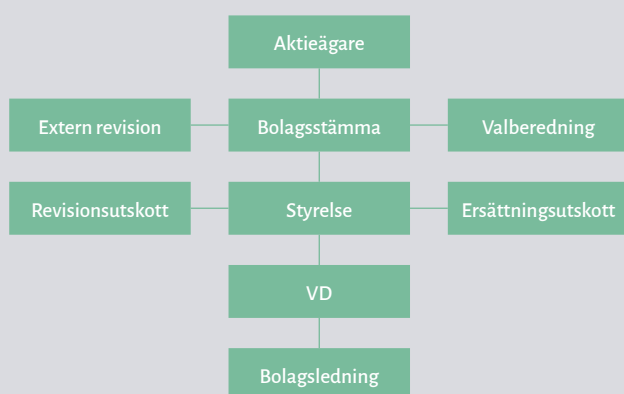 Aktieägare
Extern revision
Bolagsstämma
Valberedning
Revisionsutskott
Styrelse
Ersättningsutskott
VD
Bolagsledning